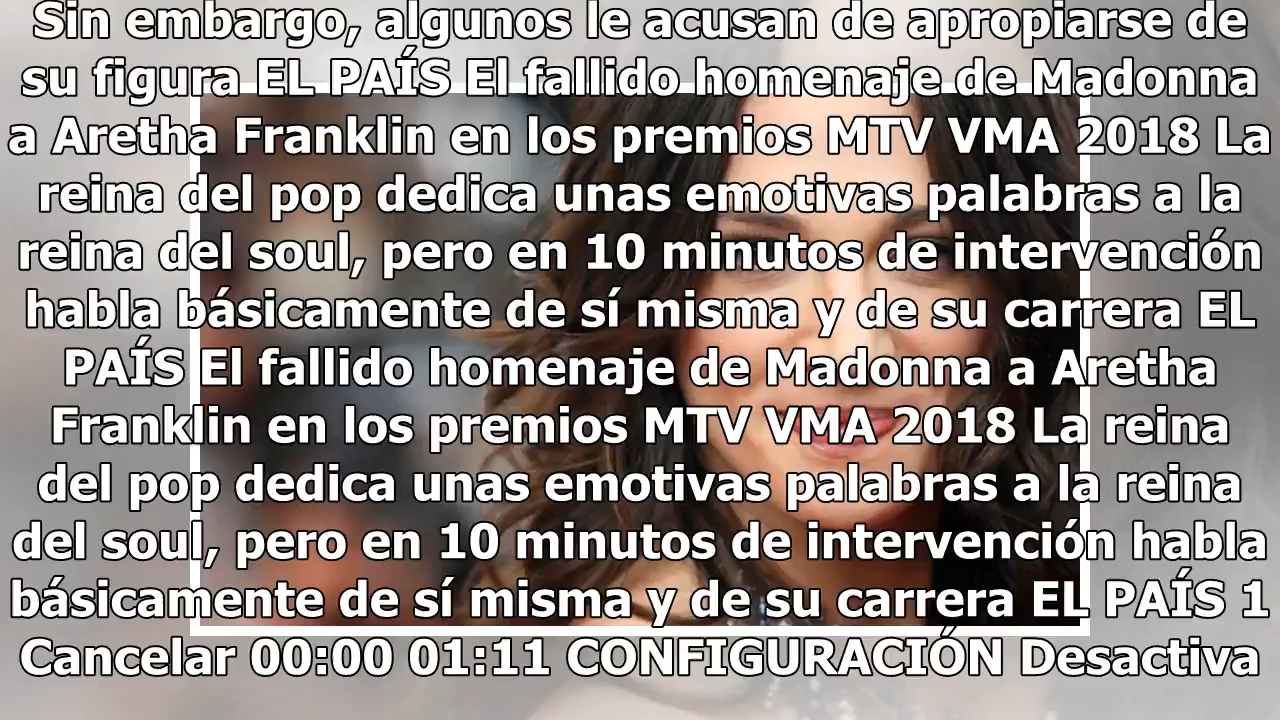 Sin embargo, algunos le acusan de apropiarse de
su figura EL PAÍS El fallido homenaje de Madonna
a Aretha Franklin en los premios MTV VMA 2018 La
reina del pop dedica unas emotivas palabras a la
reina del soul, pero en 10 minutos de intervención
habla básicamente de sí misma y de su carrera EL
PAÍS El fallido homenaje de Madonna a Aretha
Franklin en los premios MTV VMA 2018 La reina
del pop dedica unas emotivas palabras a la reina
del soul, pero en 10 minutos de intervención habla
básicamente de sí misma y de su carrera EL PAÍS 1
Cancelar 00:00 01:11 CONFIGURACIÓN Desactiva